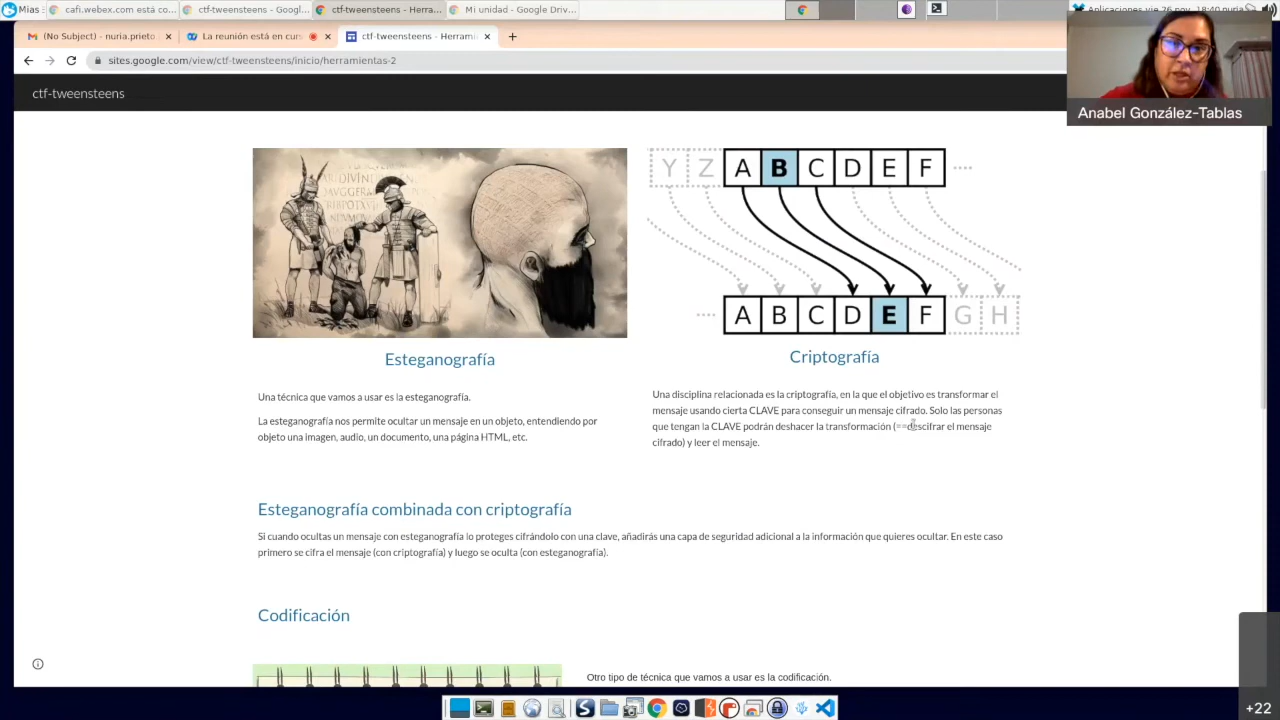 Mias
cafi.webex.com está co...
ctf-tweensteens - Googl...
ctf-tweensteens - Herra...
Mi unidad - Google Driv...
Aplicaciones vie 26 nov, 18:40 nuria
(No Subject) - nuria.prieto.
La reunión está en curs
ctf-tweensteens - Herrami
sites.google.com/view/ctf-tweensteens/inicio/herramientas-2
ctf-tweensteens
Anabel González-Tablas
Y Z A B C D E F
A B C D E F G H
Esteganografía
Criptografía
Una técnica que vamos a usar es la esteganografía.
La esteganografía nos permite ocultar un mensaje en un objeto, entendiendo por
objeto una imagen, audio, un documento, una página HTML, etc.
Una disciplina relacionada es la criptografia, en la que el objetivo es transformar el
mensaje usando cierta CLAVE para conseguir un mensaje cifrado. Solo las personas
que tengan la CLAVE podrán deshacer la transformación (==descifrar el mensaje
cifrado) y leer el mensaje.
Esteganografía combinada con criptografía
Si cuando ocultas un mensaje con esteganografía lo proteges cifrándolo con una clave, añadirás una capa de seguridad adicional a la información que quieres ocultar. En este caso
primero se cifra el mensaje (con criptografía) y luego se oculta (con esteganografía).
Codificación
Otro tipo de técnica que vamos a usar es la codificación.
+22